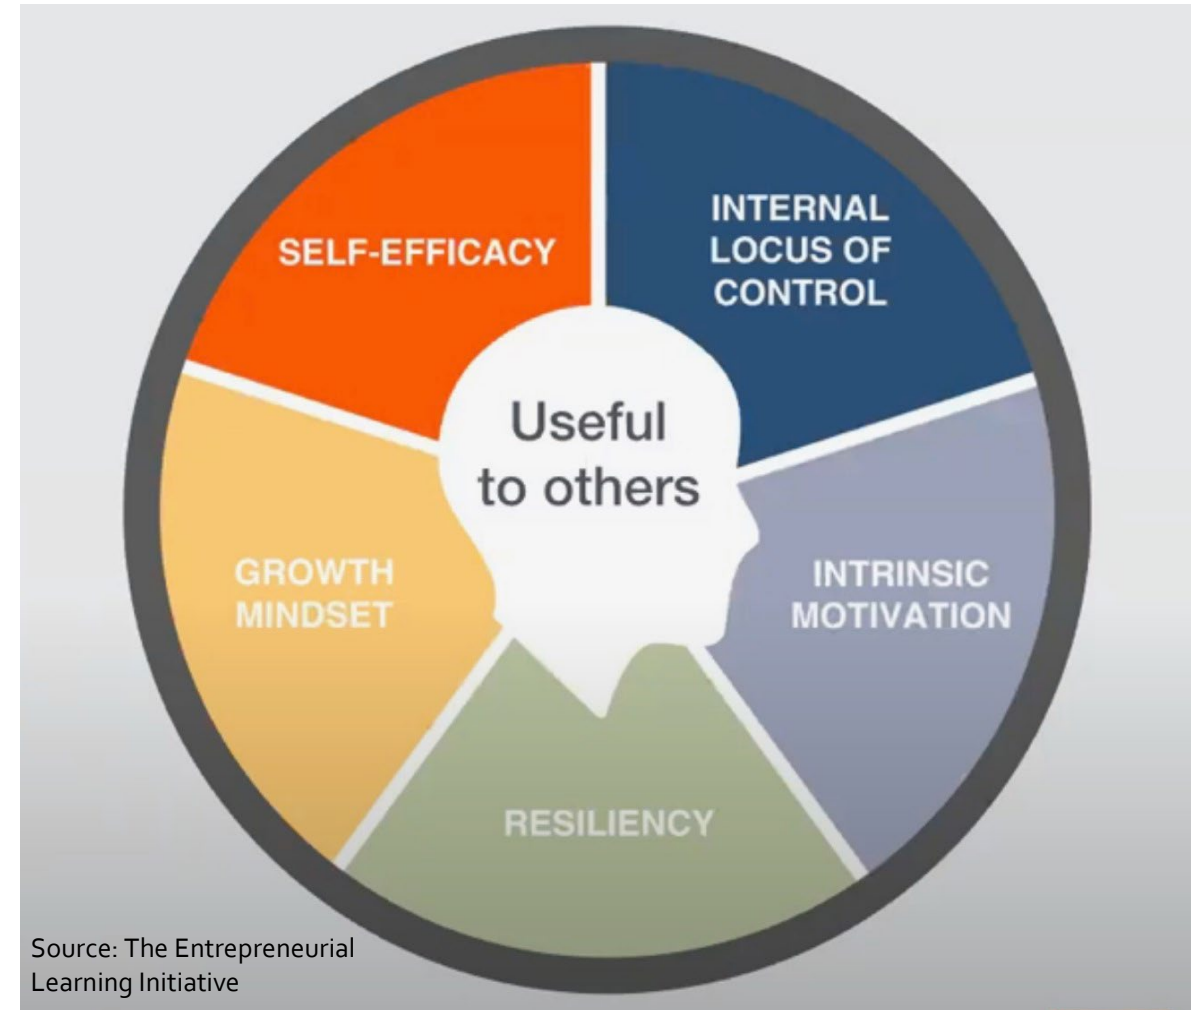 SELF-EFFICACY
INTERNAL
LOCUS OF
CONTROL
Useful
to others
GROWTH
MINDSET
INTRINSIC
MOTIVATION
RESILIENCY
Source: The Entrepreneurial
Learning Initiative